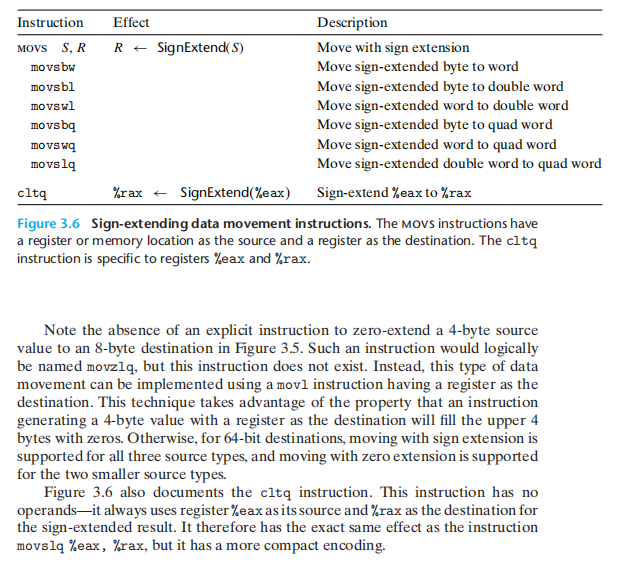 Instruction Effect Description
MOVS S, R R ← SignExtend(S) Move with sign extension
movsbw Move sign-extended byte to word
movsbl Move sign-extended byte to double word
movswl Move sign-extended word to double word
movsbq Move sign-extended byte to quad word
movswq Move sign-extended word to quad word
movslq Move sign-extended double word to quad word
cltq %rax ← SignExtend(%eax) Sign-extend %eax to %rax
Figure 3.6 Sign-extending data movement instructions. The MOVS instructions have
a register or memory location as the source and a register as the destination. The cltq
instruction is specific to registers %eax and %rax.
Note the absence of an explicit instruction to zero-extend a 4-byte source
value to an 8-byte destination in Figure 3.5. Such an instruction would logically
be named movzlq, but this instruction does not exist. Instead, this type of data
movement can be implemented using a movl instruction having a register as the
destination. This technique takes advantage of the property that an instruction
generating a 4-byte value with a register as the destination will fill the upper 4
bytes with zeros. Otherwise, for 64-bit destinations, moving with sign extension is
supported for all three source types, and moving with zero extension is supported
for the two smaller source types.
Figure 3.6 also documents the cltq instruction. This instruction has no
operands—it always uses register %eax as its source and %rax as the destination for
the sign-extended result. It therefore has the exact same effect as the instruction
movslq %eax, %rax, but it has a more compact encoding.